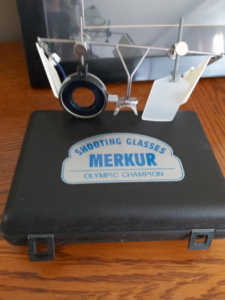 SHOOTING GLASSES
MERKUR
OLYMPIC CHAMPION